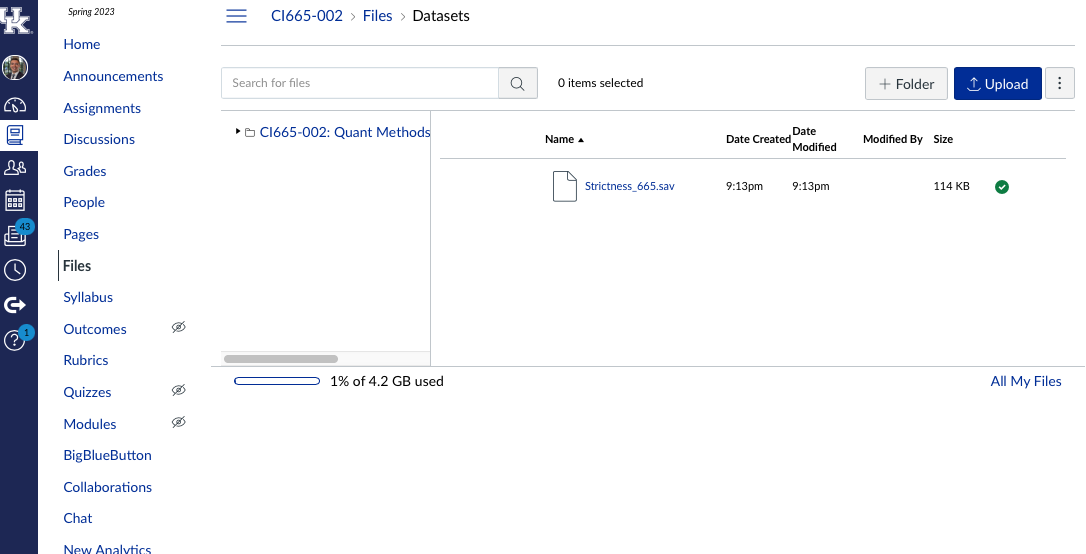 UK
Spring 2023
Home
Announcements
Assignments
Discussions
Grades
People
Pages
Files
Syllabus
Outcomes
Rubrics
Quizzes
Modules
BigBlueButton
Collaborations
Chat
New Analytics
43
1
CI665-002 > Files > Datasets
Search for files
0 items selected
+ Folder
Upload
CI665-002: Quant Methods
Name Date Created Date Modified Modified By Size
Strictness_665.sav 9:13pm 9:13pm 114 KB
1% of 4.2 GB used
All My Files